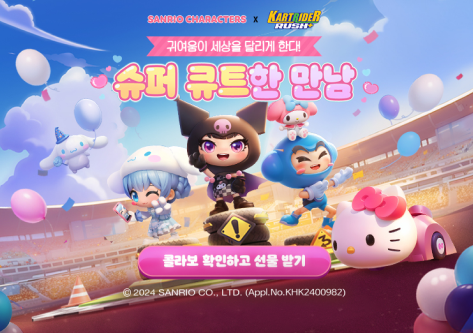 SANRIO CHARACTERS x KARTRIDER RUSH+
귀여움이 세상을 달리게 한다!
슈퍼 큐트한 만남
콜라보 확인하고 선물 받기
© 2024 SANRIO CO., LTD. (Appl.No.KHK2400982)